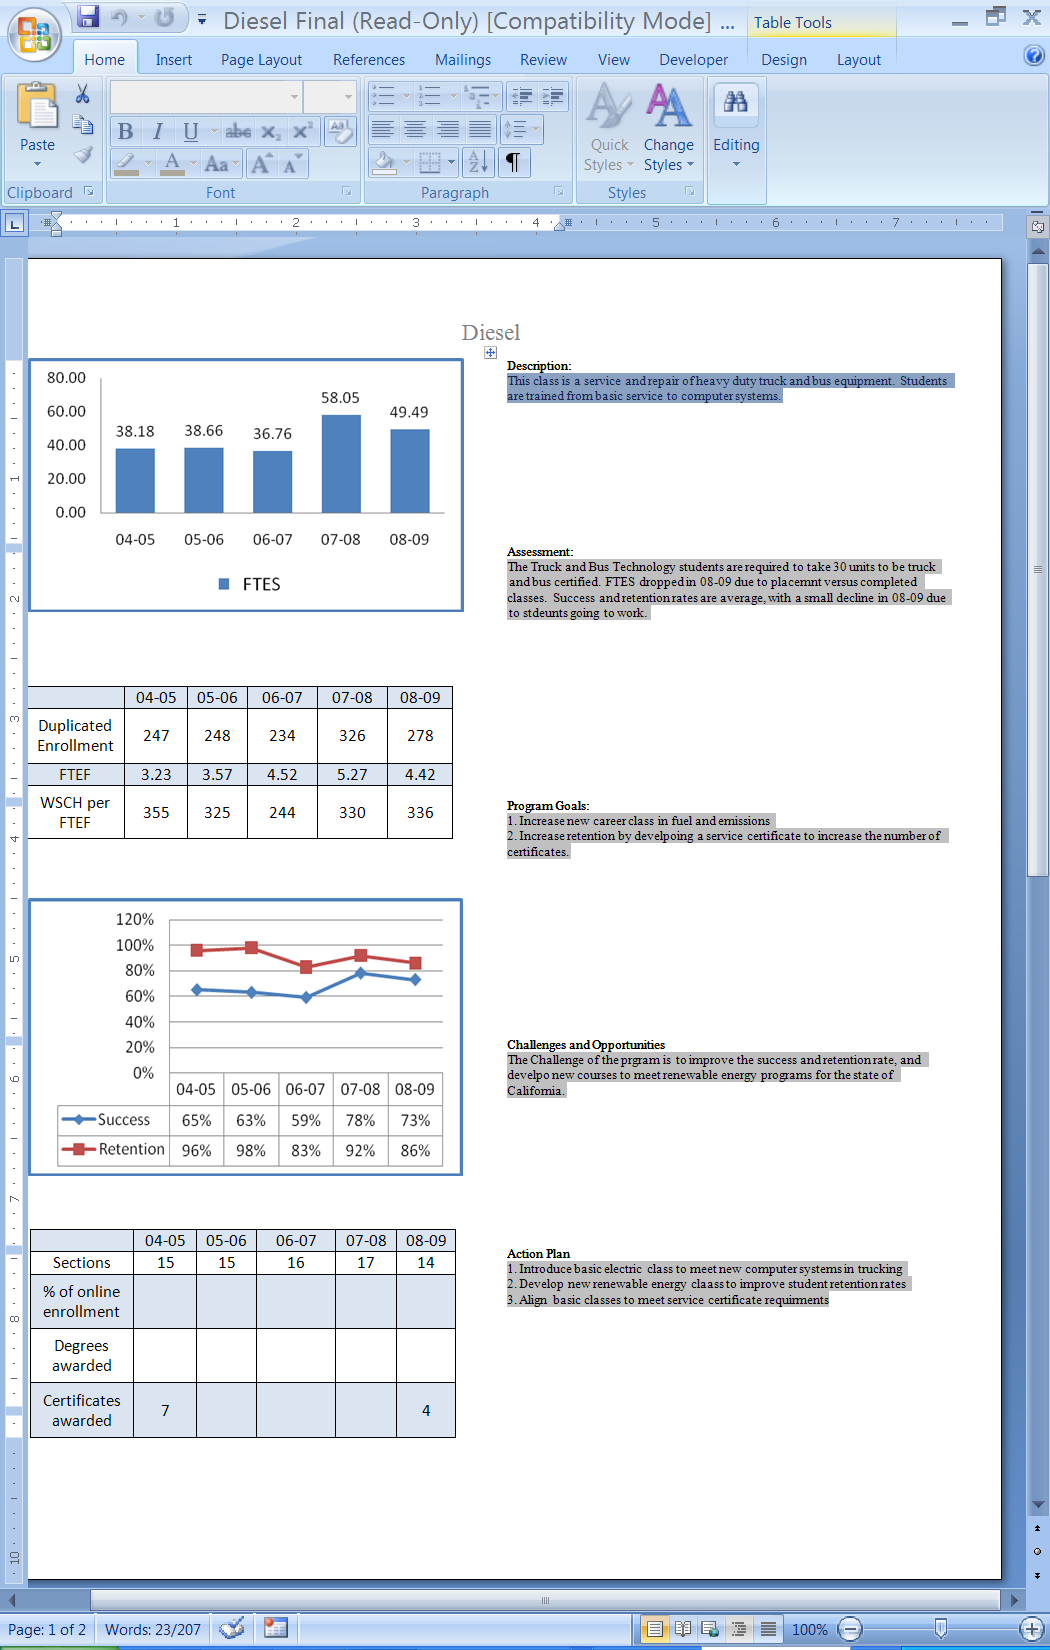 Diesel Final (Read-Only) [Compatibility Mode] ...
Table Tools
Home Insert Page Layout References Mailings Review View Developer Design Layout
Paste
Quick Styles
Change Styles
Editing
Clipboard Font Paragraph Styles
1 2 3 4 5 6 7
Diesel
80.00
60.00
40.00
20.00
0.00
38.18 38.66 36.76 58.05 49.49
04-05 05-06 06-07 07-08 08-09
FTES
Description:
This class is a service and repair of heavy duty truck and bus equipment. Students
are trained from basic service to computer systems.
Assessment:
The Truck and Bus Technology students are required to take 30 units to be truck
and bus certified. FTES dropped in 08-09 due to placemnt versus completed
classes. Success and retention rates are average, with a small decline in 08-09 due
to stdeunts going to work.
04-05 05-06 06-07 07-08 08-09
Duplicated Enrollment 247 248 234 326 278
FTEF 3.23 3.57 4.52 5.27 4.42
WSCH per FTEF 355 325 244 330 336
Program Goals:
1. Increase new career class in fuel and emissions
2. Increase retention by develpoing a service certificate to increase the number of
certificates.
120%
100%
80%
60%
40%
20%
0%
04-05 05-06 06-07 07-08 08-09
Success 65% 63% 59% 78% 73%
Retention 96% 98% 83% 92% 86%
Challenges and Opportunities
The Challenge of the prgram is to improve the success and retention rate, and
develpo new courses to meet renewable energy programs for the state of
California.
04-05 05-06 06-07 07-08 08-09
Sections 15 15 16 17 14
% of online enrollment
Degrees awarded
Certificates awarded 7 4
Action Plan
1. Introduce basic electric class to meet new computer systems in trucking
2. Develop new renewable energy claass to improve student retention rates
3. Align basic classes to meet service certificate requirments
Page: 1 of 2 Words: 23/207 100%